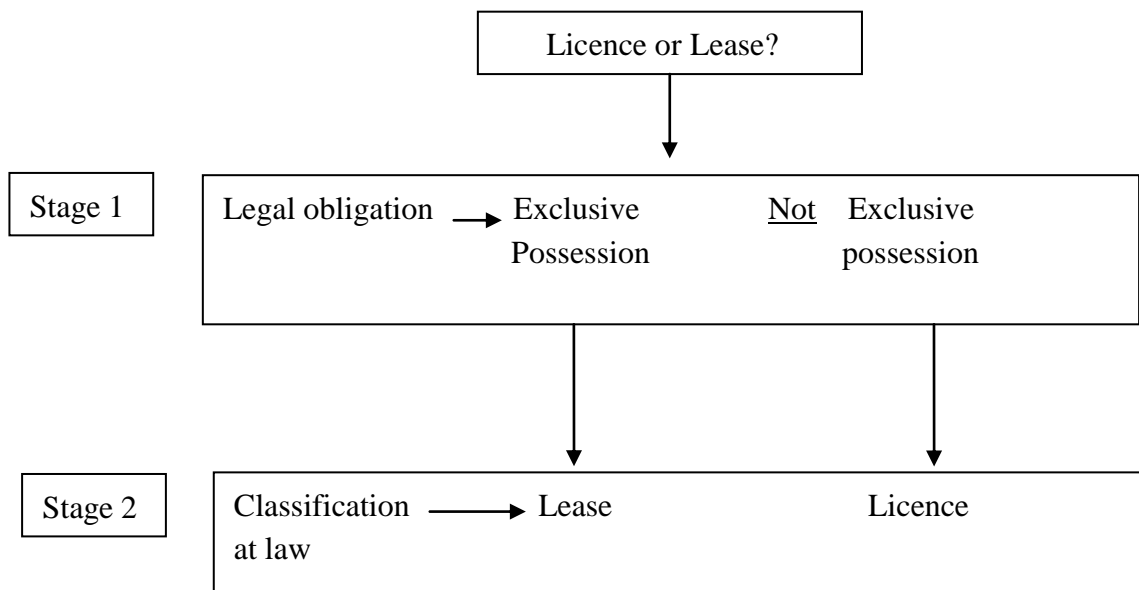 Licence or Lease?
Stage 1
Legal obligation Exclusive Not Exclusive
Possession possession
Stage 2
Classification Lease Licence
at law